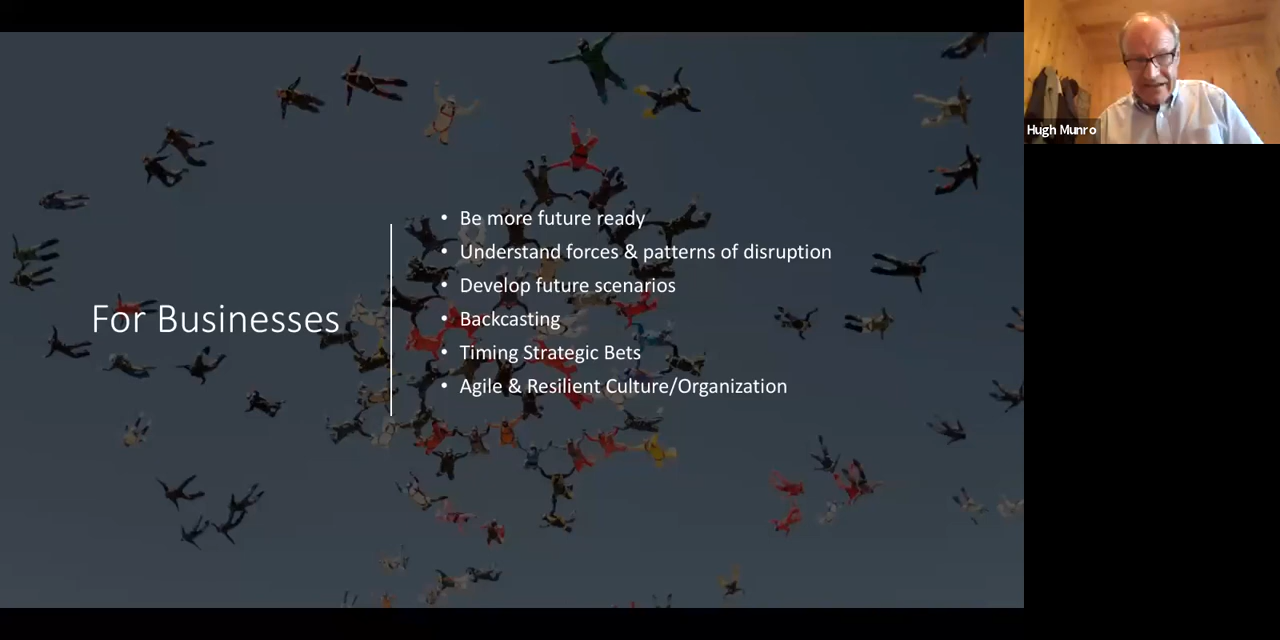 For Businesses
• Be more future ready
• Understand forces & patterns of disruption
• Develop future scenarios
• Backcasting
• Timing Strategic Bets
• Agile & Resilient Culture/Organization
Hugh Munro